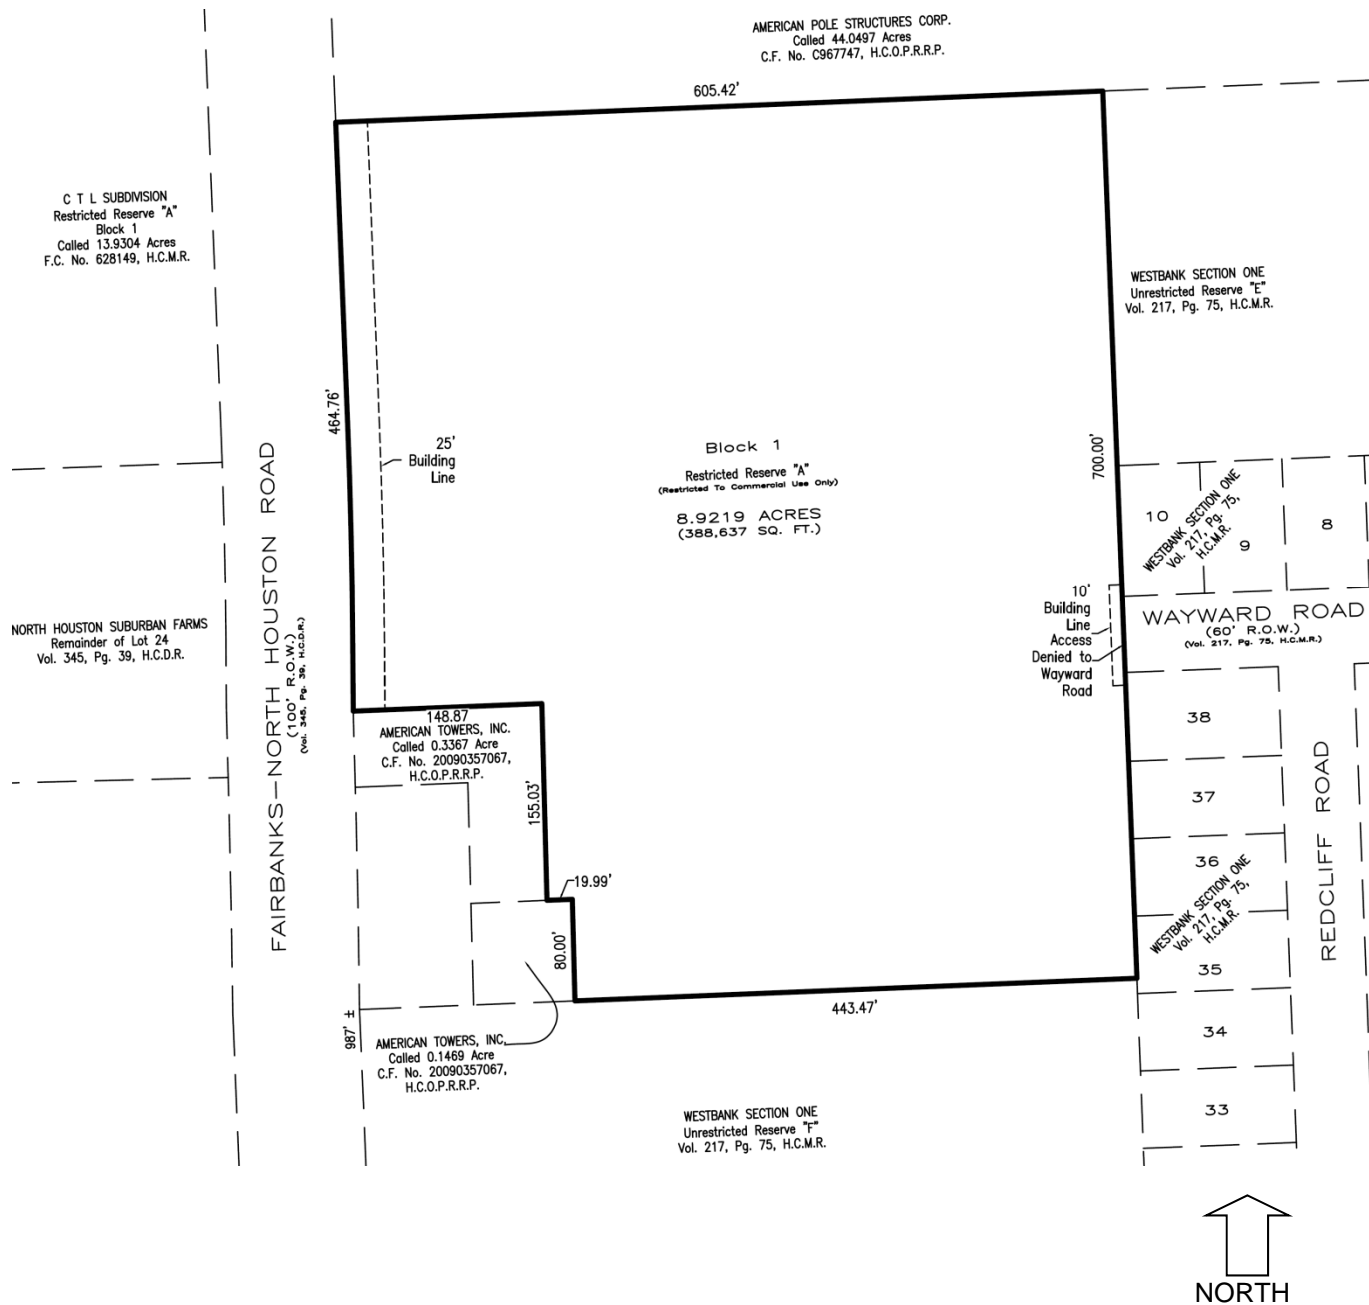 AMERICAN POLE STRUCTURES CORP.
Called 44.0497 Acres
C.F. No. C967747, H.C.O.P.R.R.P.
605.42'
C T L SUBDIVISION
Restricted Reserve "A"
Block 1
Called 13.9304 Acres
F.C. No. 628149, H.C.M.R.
WESTBANK SECTION ONE
Unrestricted Reserve "E"
Vol. 217, Pg. 75, H.C.M.R.
464.76'
25'
Building
Line
Block 1
Restricted Reserve "A"
(Restricted To Commercial Use Only)
8.9219 ACRES
(388,637 SQ. FT.)
700.00'
10
WESTBANK SECTION ONE
Vol. 217, Pg. 75,
H.C.M.R.
9
8
NORTH HOUSTON SUBURBAN FARMS
Remainder of Lot 24
Vol. 345, Pg. 39, H.C.D.R.
FAIRBANKS-NORTH HOUSTON ROAD
(100' R.O.W.)
(Vol. 345, Pg. 39, H.C.D.R.)
10'
Building
Line
Access
Denied to
Wayward
Road
WAYWARD ROAD
(60' R.O.W.)
(Vol. 217, Pg. 75, H.C.M.R.)
148.87
AMERICAN TOWERS, INC.
Called 0.3367 Acre
C.F. No. 20090357067,
H.C.O.P.R.R.P.
155.03'
19.99'
80.00'
38
37
36
WESTBANK SECTION ONE
Vol. 217, Pg. 75,
H.C.M.R.
35
34
33
REDCLIFF ROAD
443.47'
987' ±
AMERICAN TOWERS, INC.
Called 0.1469 Acre
C.F. No. 20090357067,
H.C.O.P.R.R.P.
WESTBANK SECTION ONE
Unrestricted Reserve "F"
Vol. 217, Pg. 75, H.C.M.R.
NORTH